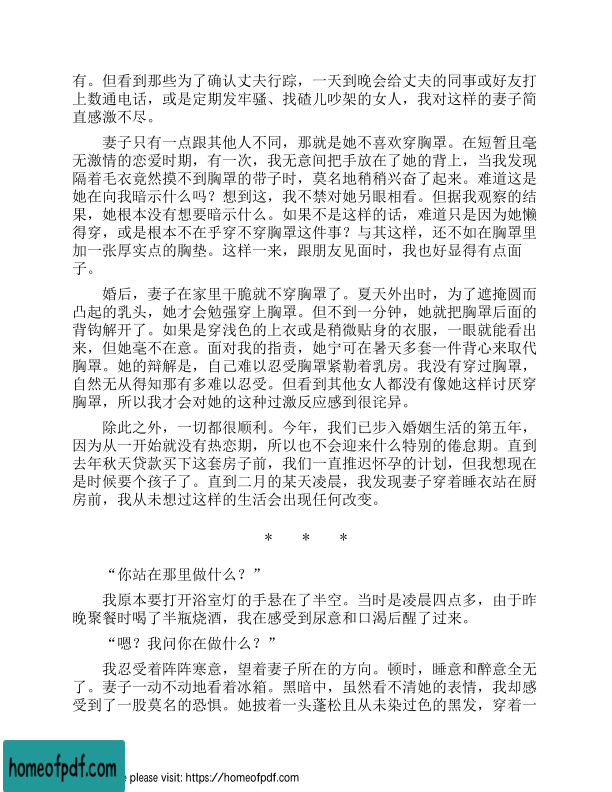 有。但看到那些为了确认丈夫行踪，一天到晚会给丈夫的同事或好友打
上数通电话，或是定期发牢骚、找碴儿吵架的女人，我对这样的妻子简
直感激不尽。
妻子只有一点跟其他人不同，那就是她不喜欢穿胸罩。在短暂且毫
无激情的恋爱时期，有一次，我无意间把手放在了她的背上，当我发现
隔着毛衣竟然摸不到胸罩的带子时，莫名地稍稍兴奋了起来。难道这是
她在向我暗示什么吗？想到这，我不禁对她另眼相看。但据我观察的结
果，她根本没有想要暗示什么。如果不是这样的话，难道只是因为她懒
得穿，或是根本不在乎穿不穿胸罩这件事？与其这样，还不如在胸罩里
加一张厚实点的胸垫。这样一来，跟朋友见面时，我也好显得有点面
子。
婚后，妻子在家里干脆就不穿胸罩了。夏天外出时，为了遮掩圆而
凸起的乳头，她才会勉强穿上胸罩。但不到一分钟，她就把胸罩后面的
背钩解开了。如果是穿浅色的上衣或是稍微贴身的衣服，一眼就能看出
来，但她毫不在意。面对我的指责，她宁可在暑天多套一件背心来取代
胸罩。她的辩解是，自己难以忍受胸罩紧勒着乳房。我没有穿过胸罩，
自然无从得知那有多难以忍受。但看到其他女人都没有像她这样讨厌穿
胸罩，所以我才会对她的这种过激反应感到很诧异。
除此之外，一切都很顺利。今年，我们已步入婚姻生活的第五年，
因为从一开始就没有热恋期，所以也不会迎来什么特别的倦怠期。直到
去年秋天贷款买下这套房子前，我们一直推迟怀孕的计划，但我想现在
是时候要个孩子了。直到二月的某天凌晨，我发现妻子穿着睡衣站在厨
房前，我从未想过这样的生活会出现任何改变。
* * *
“你站在那里做什么？”
我原本要打开浴室灯的手悬在了半空。当时是凌晨四点多，由于昨
晚聚餐时喝了半瓶烧酒，我在感受到尿意和口渴后醒了过来。
“嗯？我问你在做什么？”
我忍受着阵阵寒意，望着妻子所在的方向。顿时，睡意和醉意全无
了。妻子一动不动地看着冰箱。黑暗中，虽然看不清她的表情，我却感
受到了一股莫名的恐惧。她披着一头蓬松且从未染过色的黑发，穿着一
homeofpdf.com
e please visit: https://homeofpdf.com